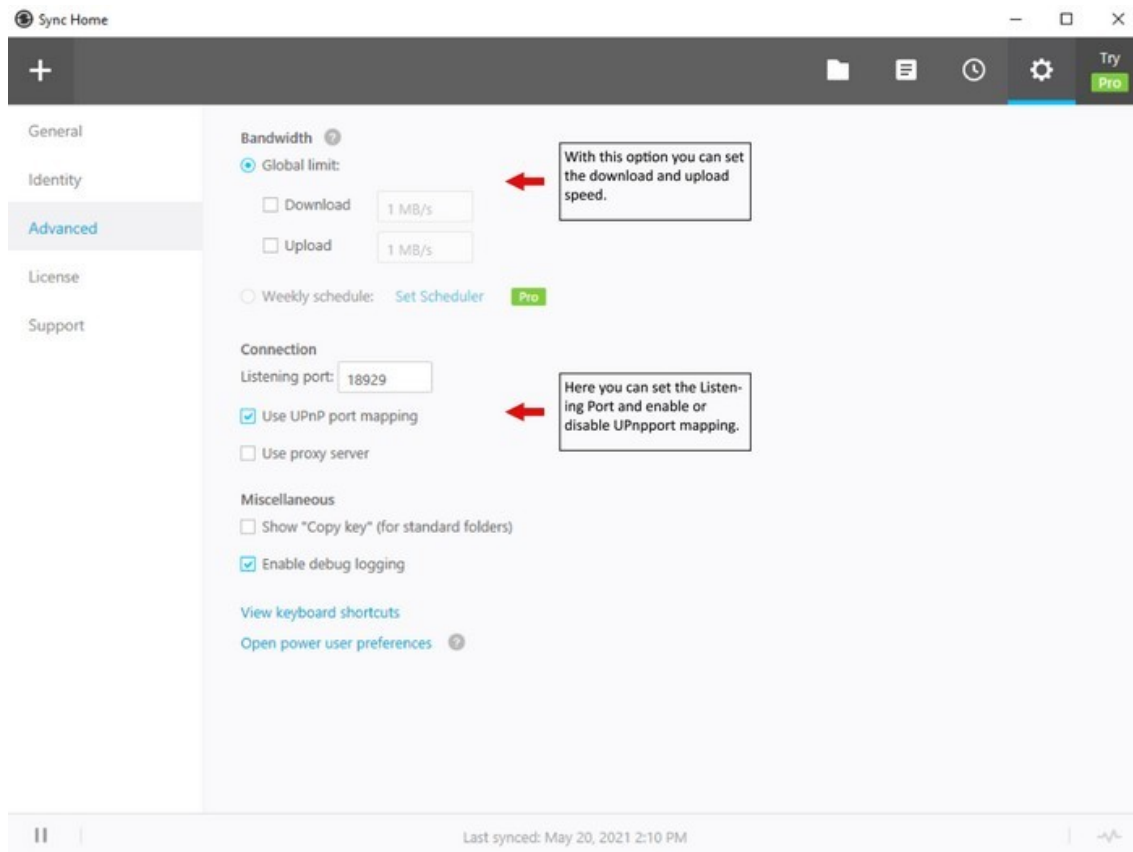 Sync Home
Try
Pro
General
Identity
Advanced
License
Support
Bandwidth ?
Global limit:
Download 1 MB/s
Upload 1 MB/s
Weekly schedule: Set Scheduler Pro
With this option you can set
the download and upload
speed.
Connection
Listening port: 18929
Use UPnP port mapping
Use proxy server
Here you can set the Listen-
ing Port and enable or
disable UPnpport mapping.
Miscellaneous
Show "Copy key" (for standard folders)
Enable debug logging
View keyboard shortcuts
Open power user preferences ?
Last synced: May 20, 2021 2:10 PM